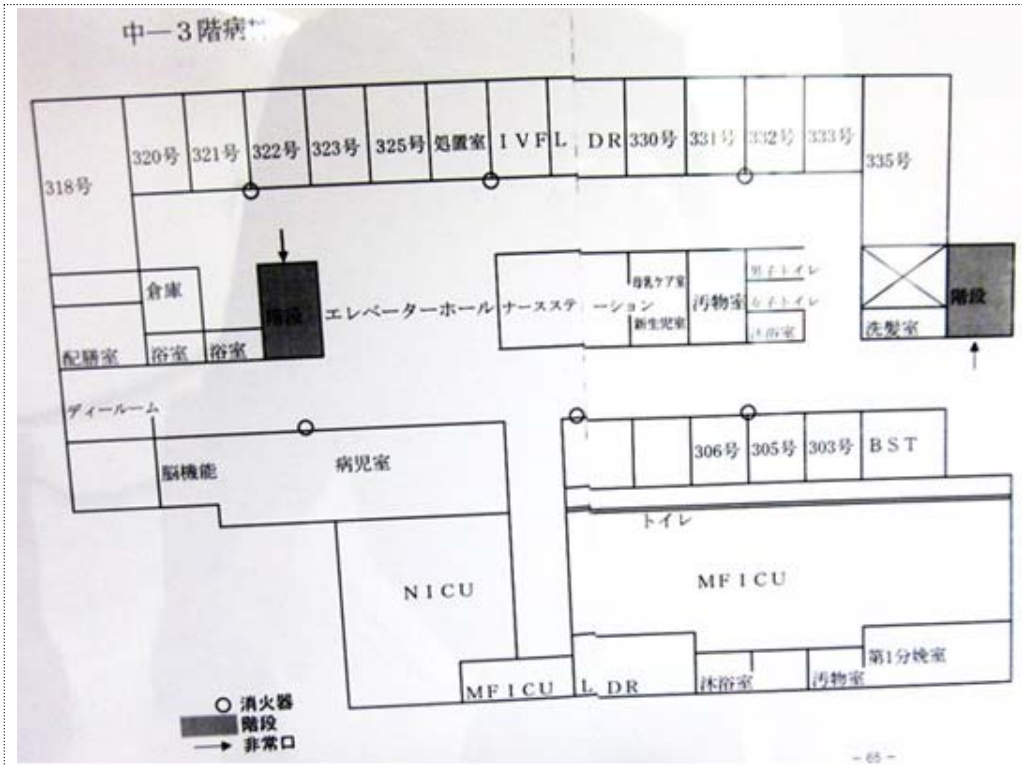 中―3階病
318号
320号
321号
322号
323号
325号
処置室
IVF
LDR
330号
331号
332号
333号
335号
倉庫
階段
エレベーターホール
ナースステーション
母乳ケア室
新生児室
汚物室
男子トイレ
女子トイレ
沐浴室
洗髪室
階段
配膳室
浴室
浴室
ディールーム
脳機能
病児室
306号
305号
303号
BST
トイレ
NICU
MFICU
MFICU
LDR
沐浴室
汚物室
第1分娩室
消火器
階段
非常口
- 65 -